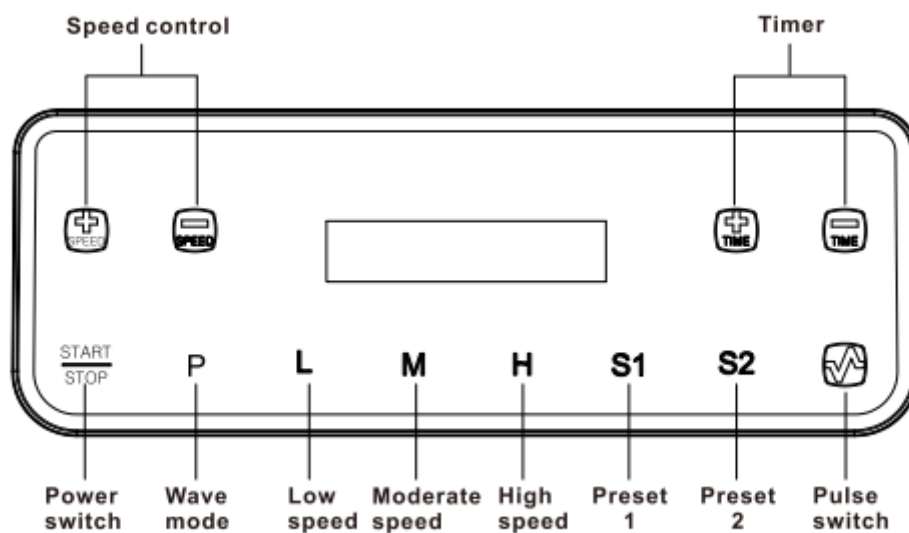 Speed control
Timer
SPEED
SPEED
TIME
TIME
START
STOP
P
L
M
H
S1
S2
Power
switch
Wave
mode
Low
speed
Moderate
speed
High
speed
Preset
1
Preset
2
Pulse
switch